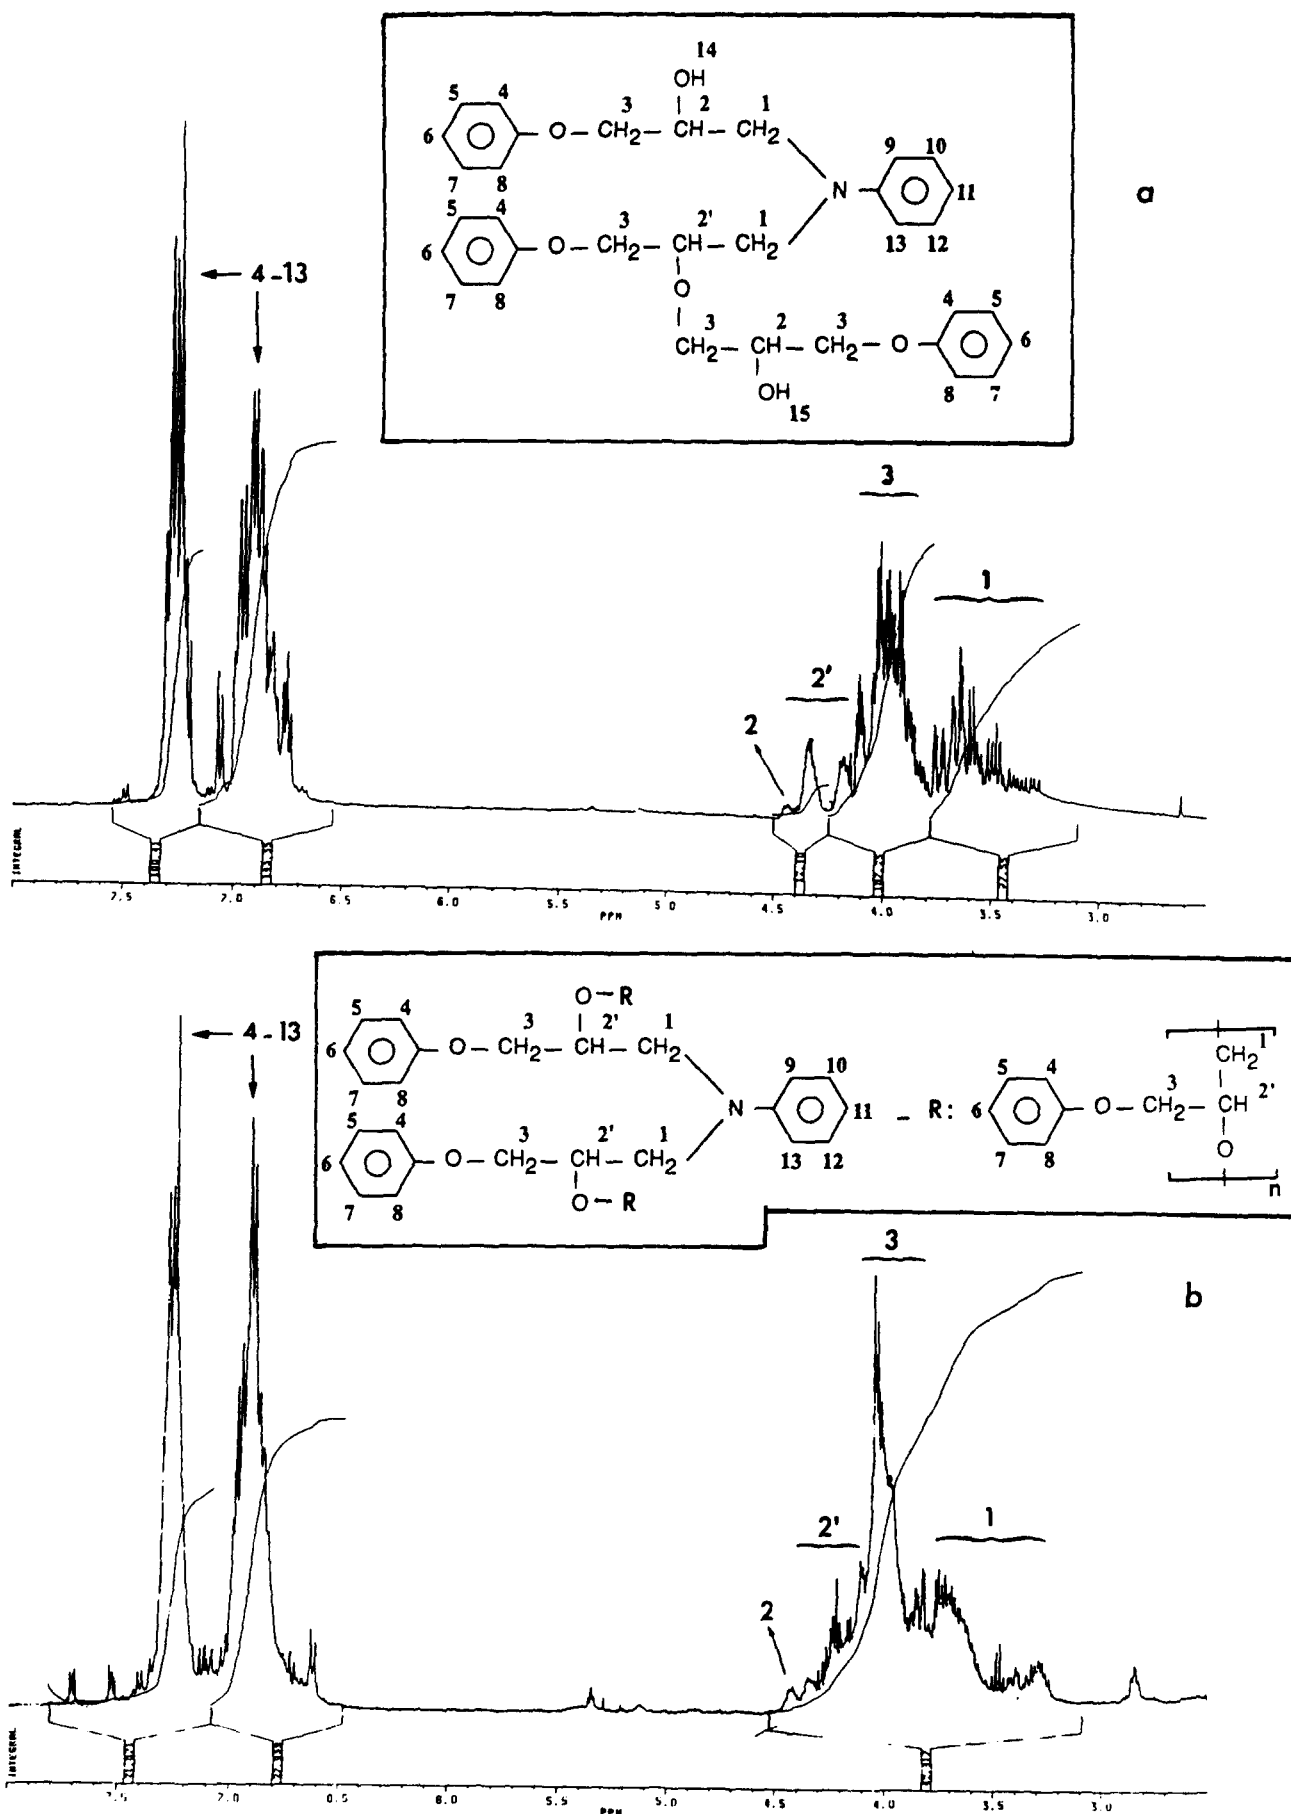 14
OH
5 4 3 2 1
6 O – CH2 – CH – CH2
7 8
9 10
N 11
13 12
a
5 4 3 2' 1
6 O – CH2 – CH – CH2
7 8
O
4 5
3 2 3
CH2 – CH – CH2 – O 6
OH
15
8 7
4 - 13
3
1
2'
2
INTEGRAL
7.5 7.0 6.5 6.0 5.5 5.0 4.5 4.0 3.5 3.0
PPM
O – R
5 4 3 2' 1
6 O – CH2 – CH – CH2
7 8
9 10
N 11
13 12
5 4 3 2' 1
6 O – CH2 – CH – CH2
7 8
O – R
– R:
5 4 3
6 O – CH2 – CH 2'
7 8
CH2 1
O
n
4 - 13
3
b
2'
1
2
INTEGRAL
7.5 7.0 6.0 5.5 5.0 4.5 4.0 3.5 3.0
PPM